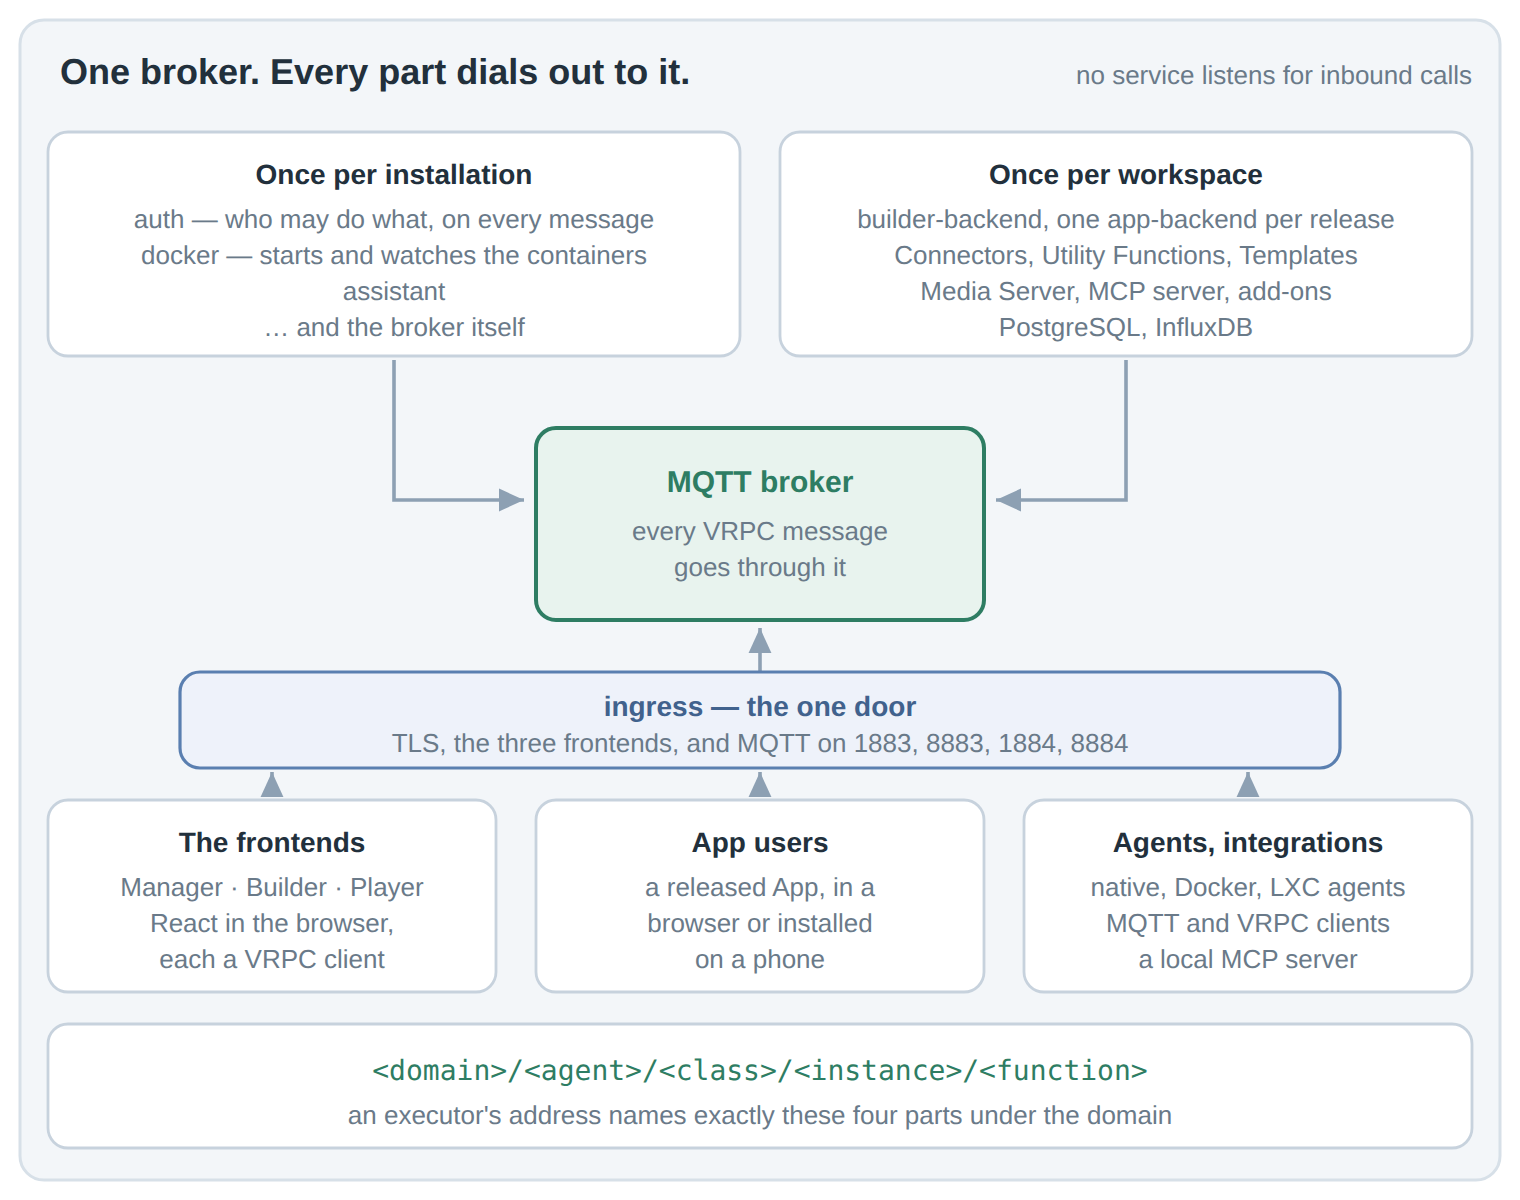 One broker. Every part dials out to it.
no service listens for inbound calls
Once per installation
auth — who may do what, on every message
docker — starts and watches the containers
assistant
… and the broker itself
Once per workspace
builder-backend, one app-backend per release
Connectors, Utility Functions, Templates
Media Server, MCP server, add-ons
PostgreSQL, InfluxDB
MQTT broker
every VRPC message
goes through it
ingress — the one door
TLS, the three frontends, and MQTT on 1883, 8883, 1884, 8884
The frontends
Manager · Builder · Player
React in the browser,
each a VRPC client
App users
a released App, in a
browser or installed
on a phone
Agents, integrations
native, Docker, LXC agents
MQTT and VRPC clients
a local MCP server
<domain>/<agent>/<class>/<instance>/<function>
an executor's address names exactly these four parts under the domain